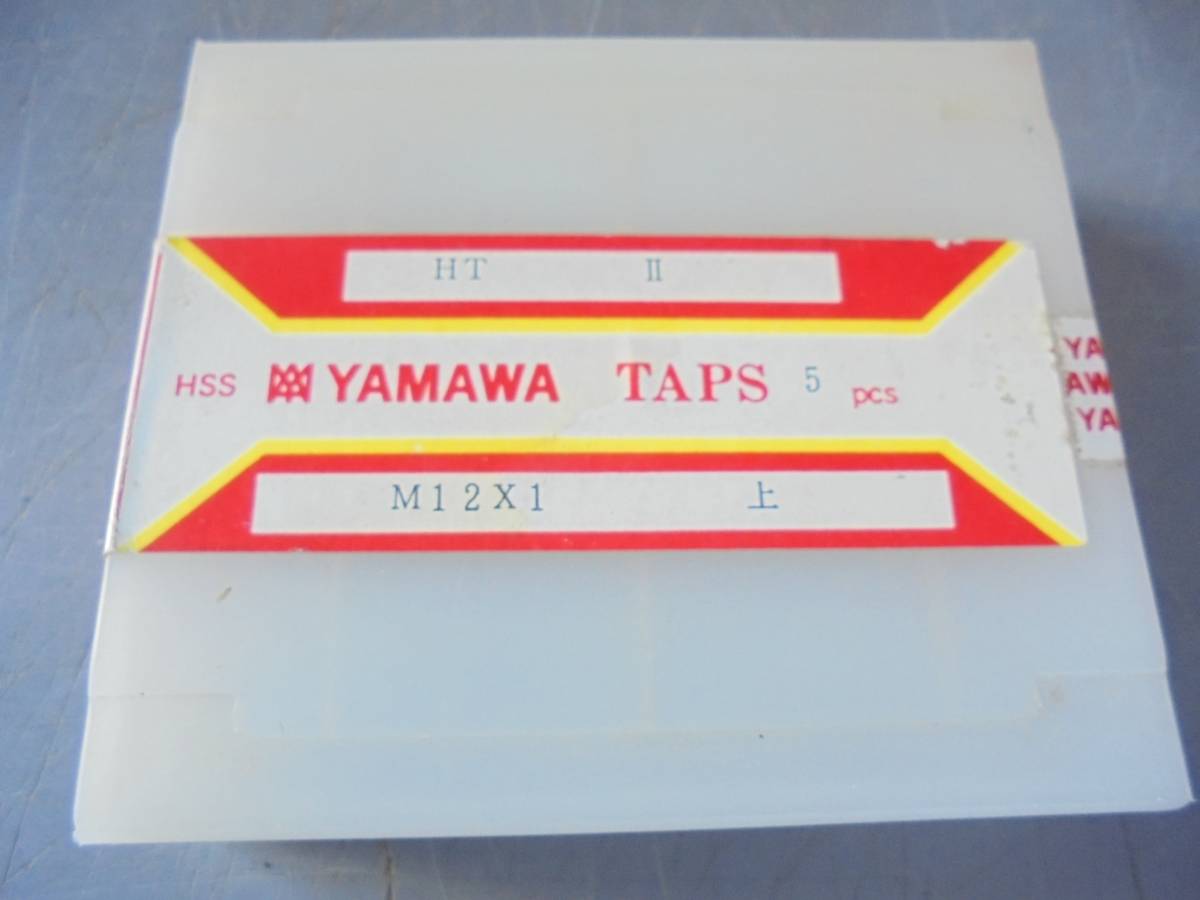 HT II
HSS YAMAWA TAPS 5 pcs
M12X1 上
YA
AW
YA